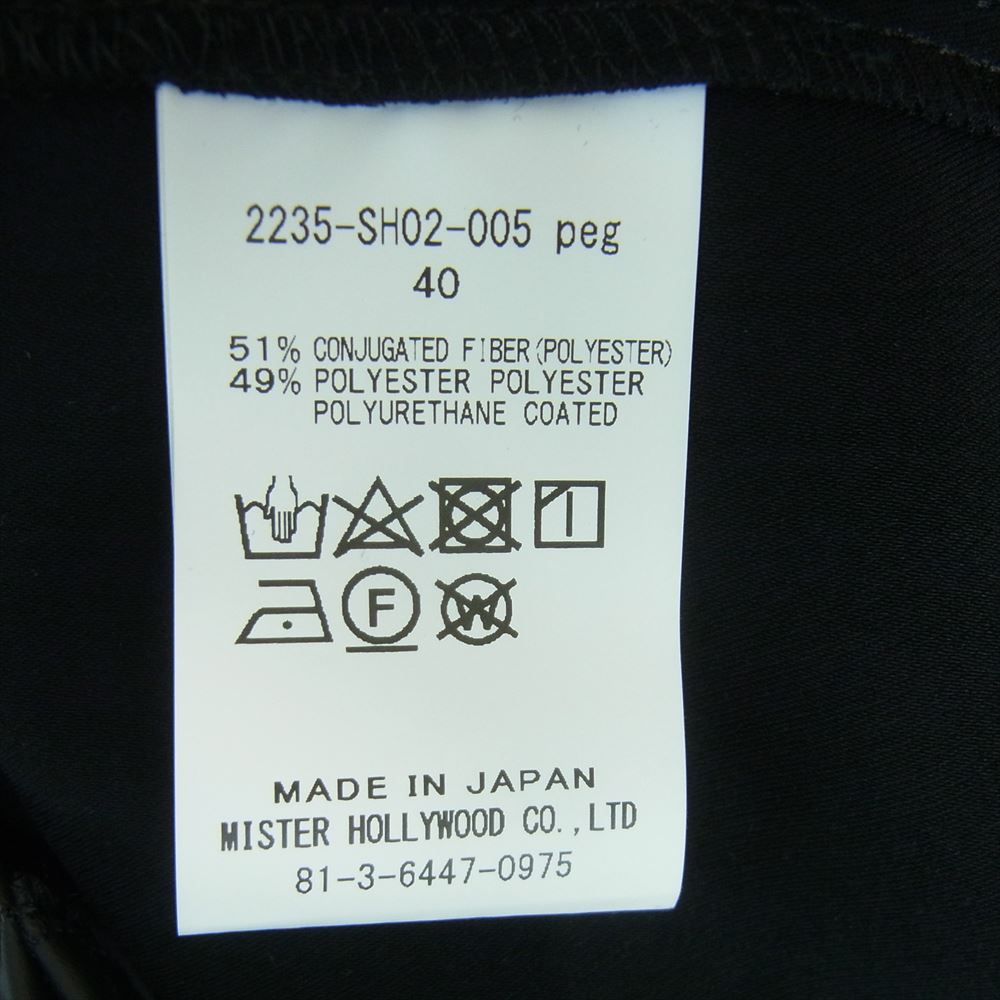 2235-SH02-005 peg
40
51% CONJUGATED FIBER(POLYESTER)
49% POLYESTER POLYESTER
POLYURETHANE COATED
F
W
MADE IN JAPAN
MISTER HOLLYWOOD CO.,LTD
81-3-6447-0975